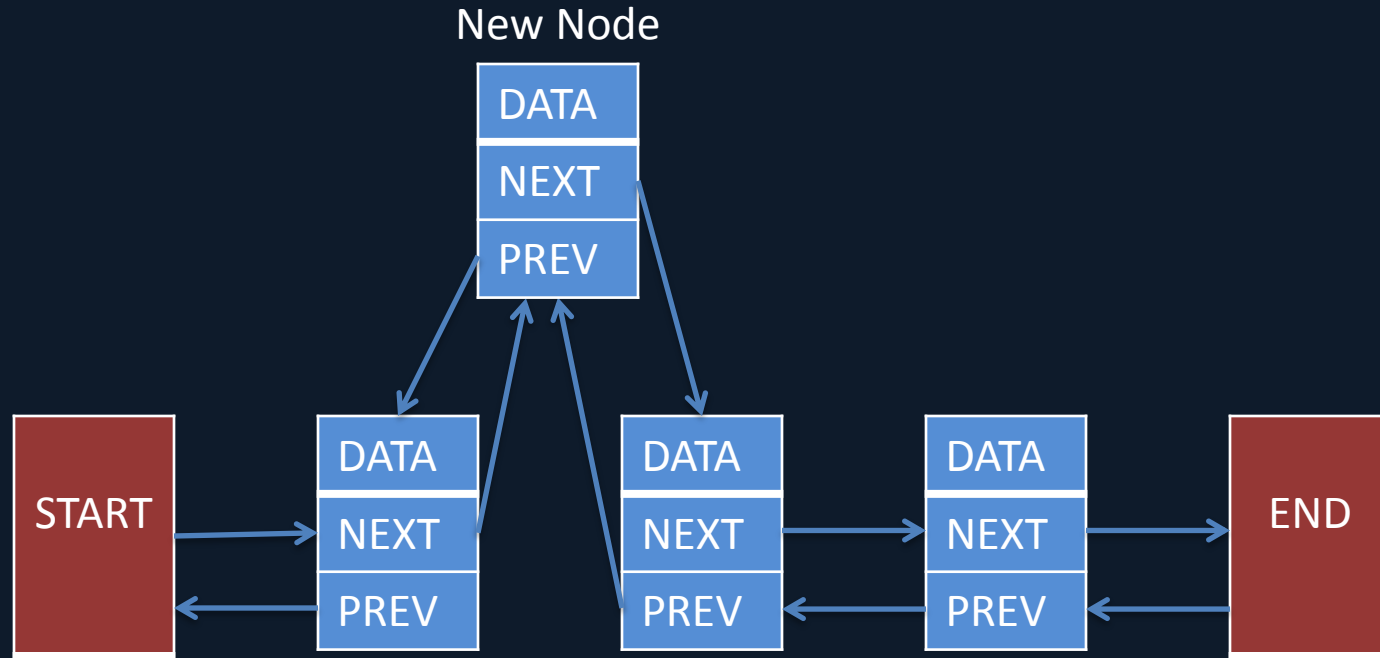 New Node
DATA
NEXT
PREV
START
DATA
NEXT
PREV
DATA
NEXT
PREV
DATA
NEXT
PREV
END